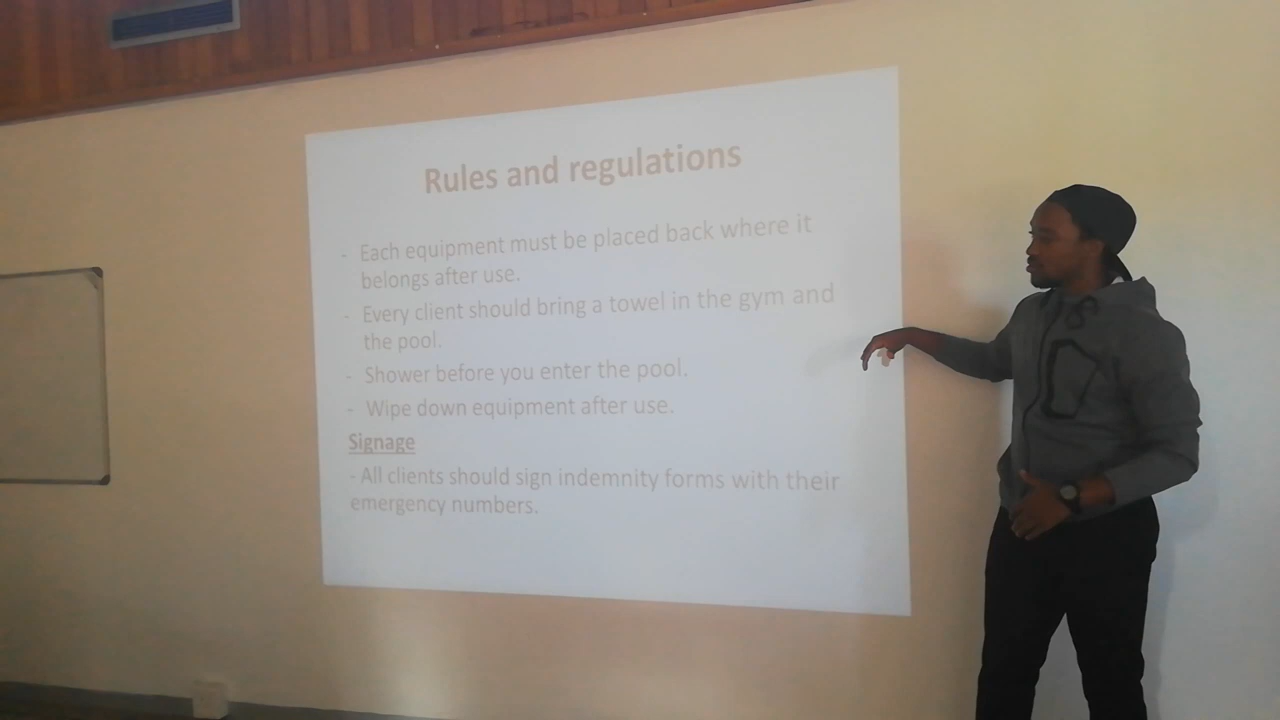 Rules and regulations
- Each equipment must be placed back where it
belongs after use.
- Every client should bring a towel in the gym and
the pool.
- Shower before you enter the pool.
- Wipe down equipment after use.
Signage
- All clients should sign indemnity forms with their
emergency numbers.